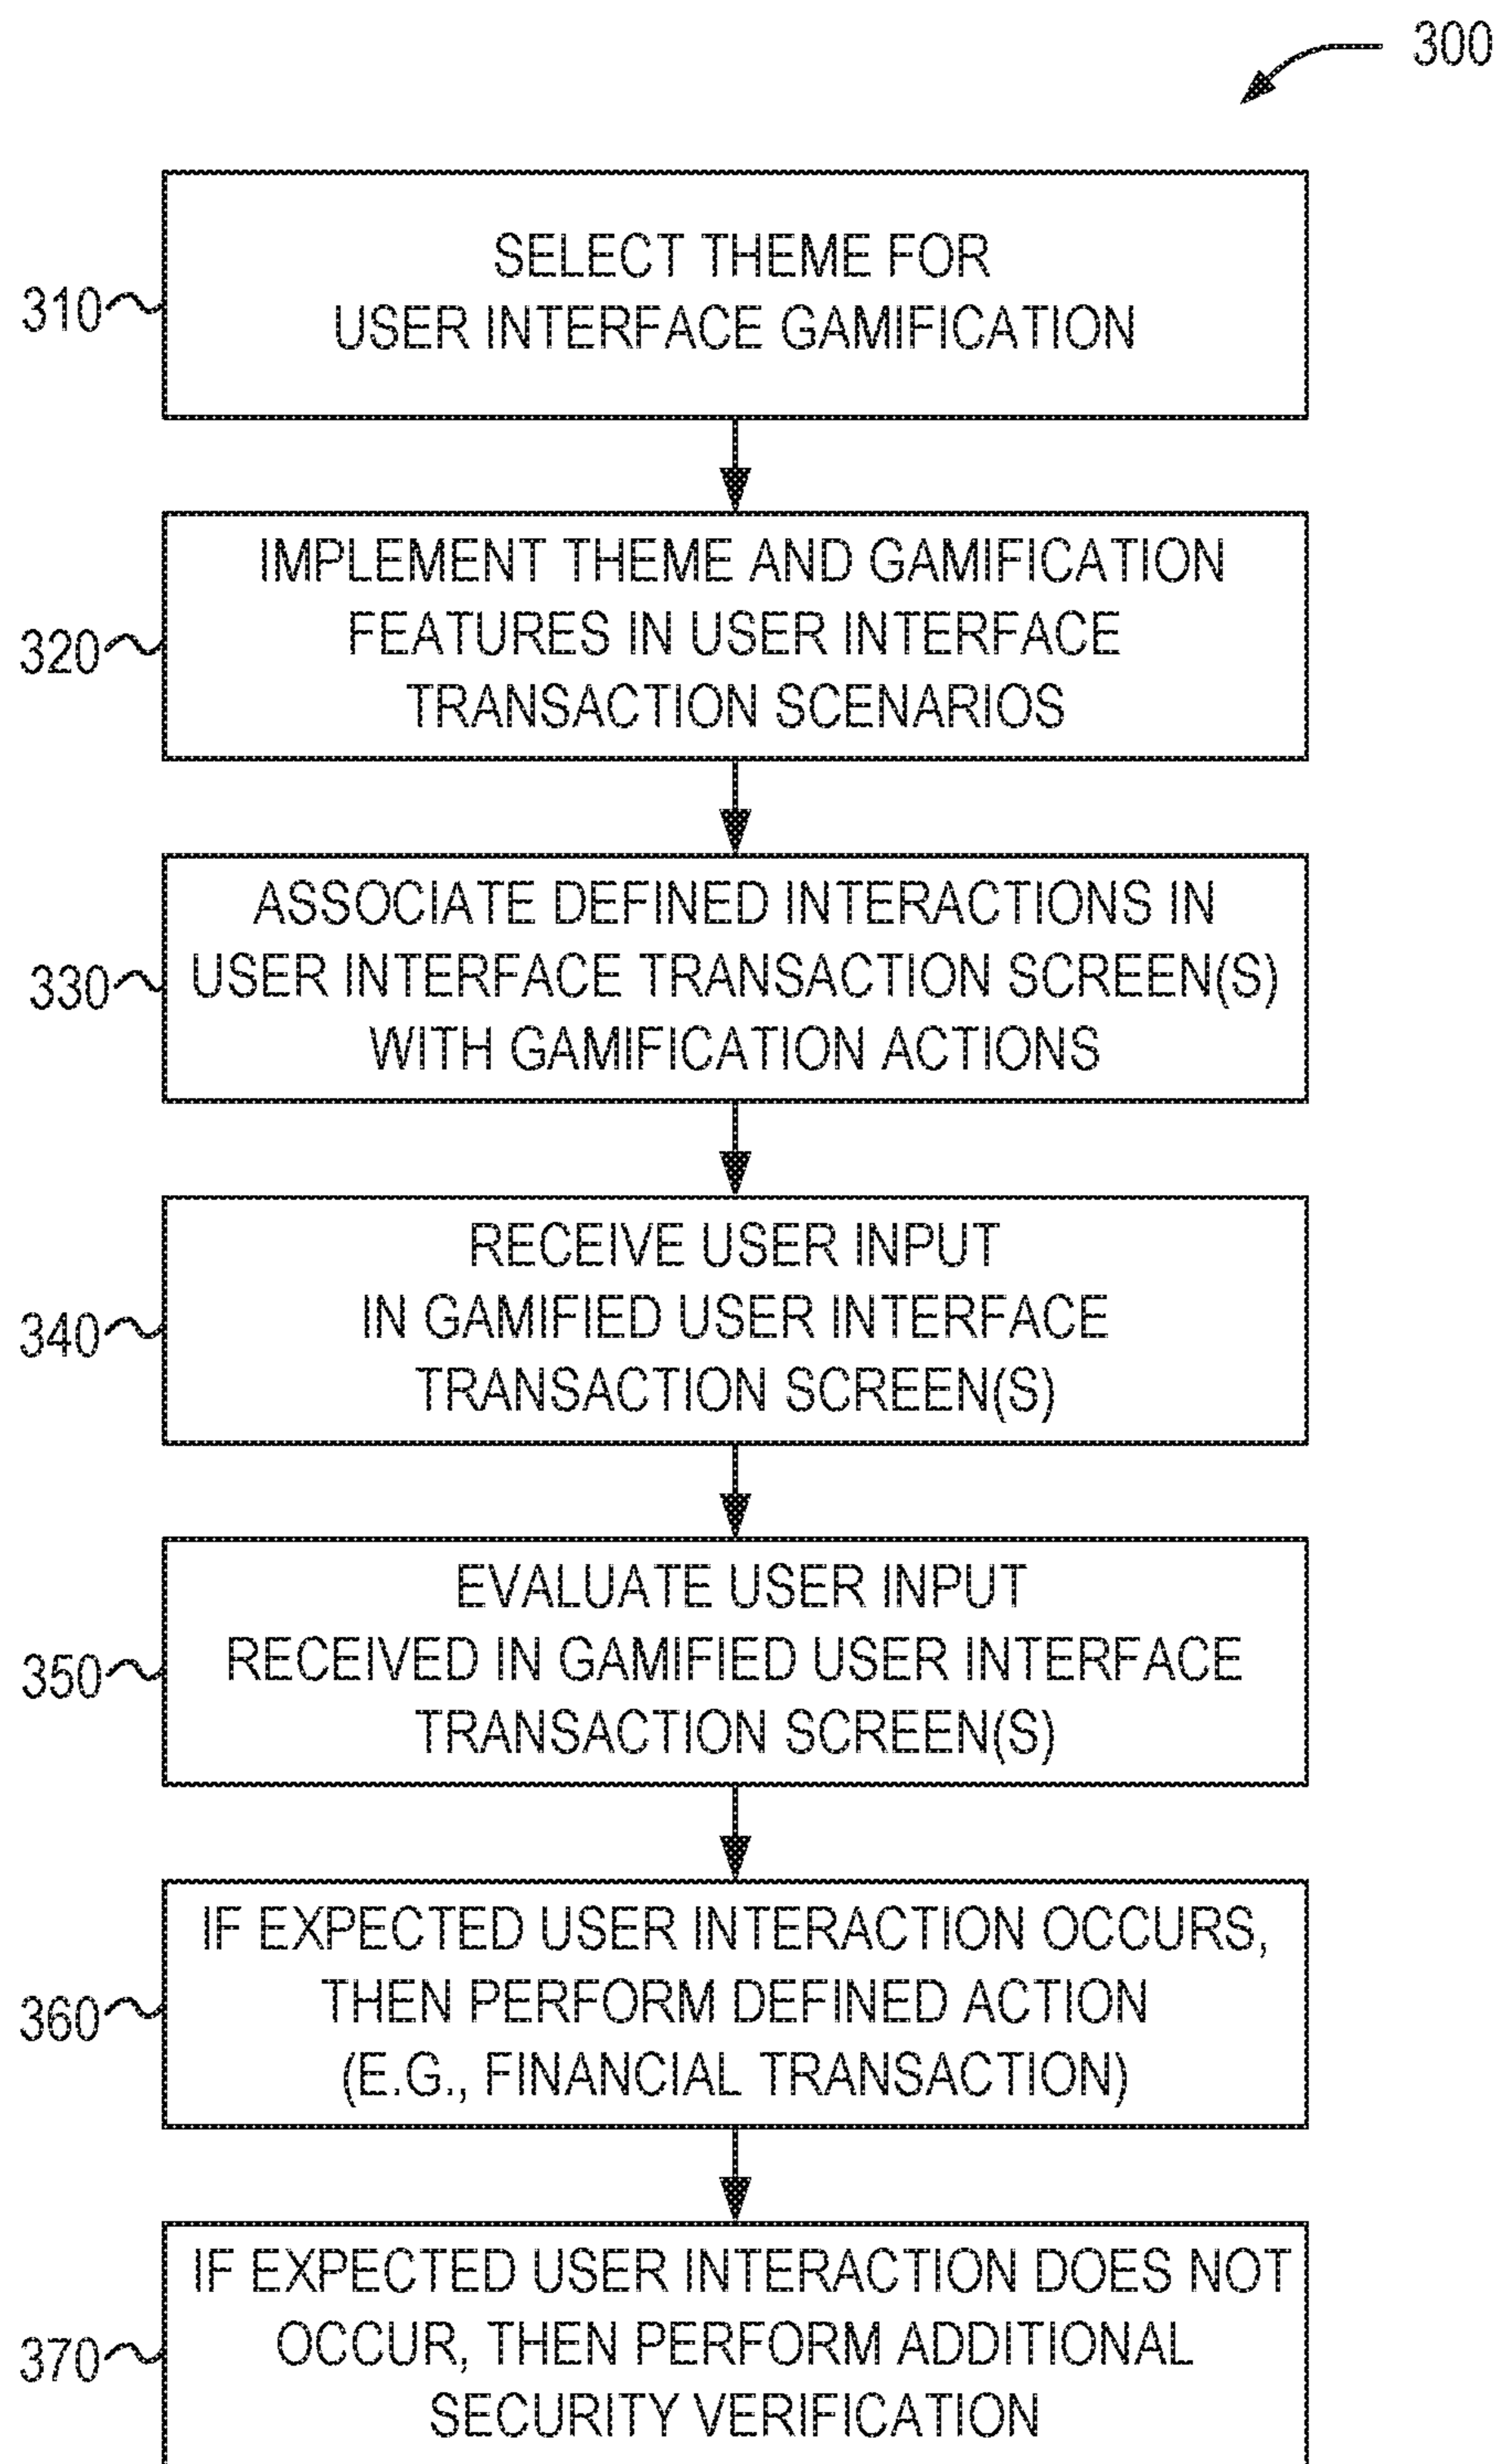 300
SELECT THEME FOR
USER INTERFACE GAMIFICATION
310
IMPLEMENT THEME AND GAMIFICATION
FEATURES IN USER INTERFACE
TRANSACTION SCENARIOS
320
ASSOCIATE DEFINED INTERACTIONS IN
USER INTERFACE TRANSACTION SCREEN(S)
WITH GAMIFICATION ACTIONS
330
RECEIVE USER INPUT
IN GAMIFIED USER INTERFACE
TRANSACTION SCREEN(S)
340
EVALUATE USER INPUT
RECEIVED IN GAMIFIED USER INTERFACE
TRANSACTION SCREEN(S)
350
IF EXPECTED USER INTERACTION OCCURS,
THEN PERFORM DEFINED ACTION
(E.G., FINANCIAL TRANSACTION)
360
IF EXPECTED USER INTERACTION DOES NOT
OCCUR, THEN PERFORM ADDITIONAL
SECURITY VERIFICATION
370